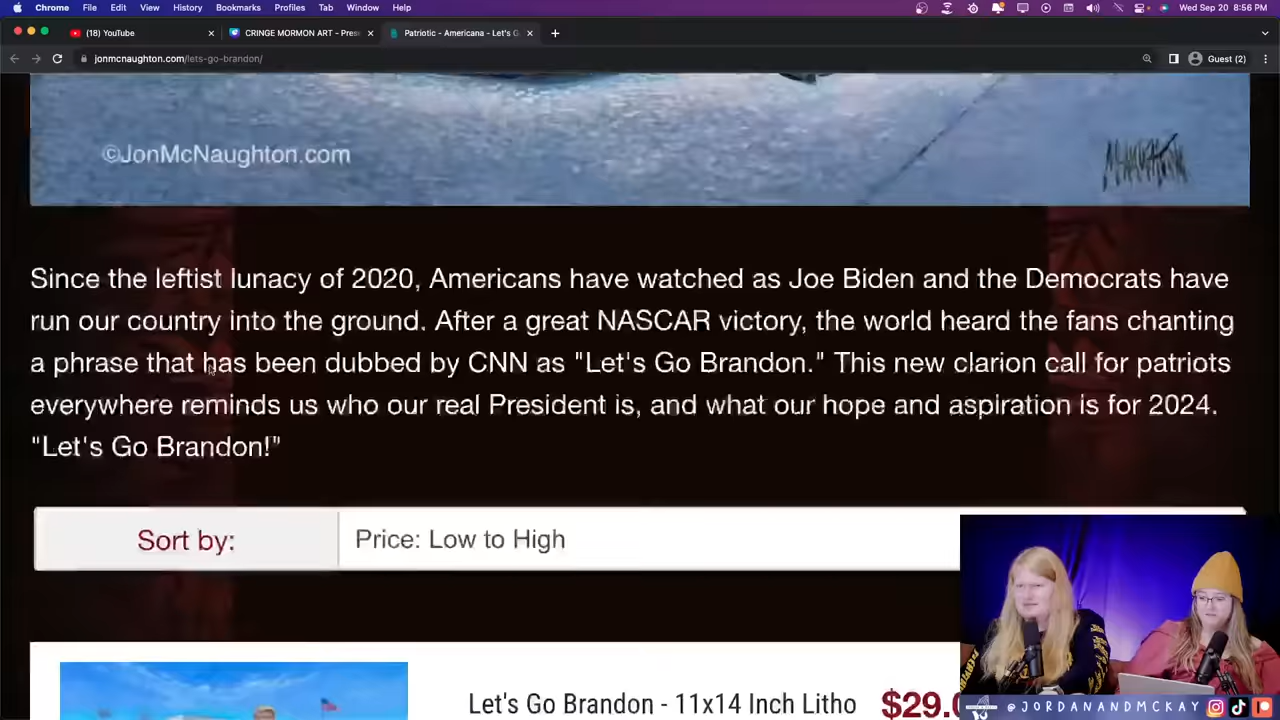 Chrome File Edit View History Bookmarks Profiles Tab Window Help Wed Sep 20 8:56 PM
(18) YouTube CRINGE MORMON ART - Pres Patriotic - Americana - Let's G
jonmcnaughton.com/lets-go-brandon/ Guest (2)
©JonMcNaughton.com
McNaughton
Since the leftist lunacy of 2020, Americans have watched as Joe Biden and the Democrats have
run our country into the ground. After a great NASCAR victory, the world heard the fans chanting
a phrase that has been dubbed by CNN as "Let's Go Brandon." This new clarion call for patriots
everywhere reminds us who our real President is, and what our hope and aspiration is for 2024.
"Let's Go Brandon!"
Sort by: Price: Low to High
Let's Go Brandon - 11x14 Inch Litho $29.0
@JORDANANDMCKAY